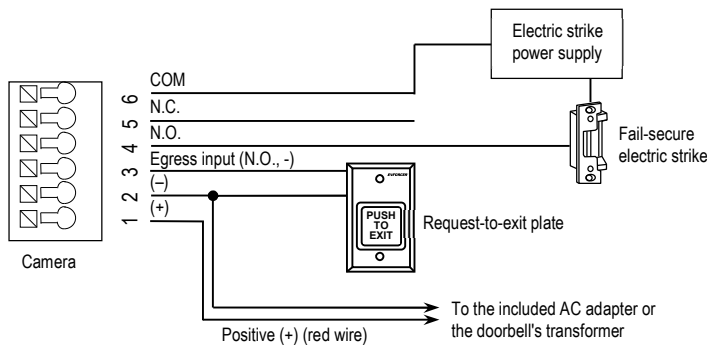 Electric strike
power supply
COM
6
N.C.
5
N.O.
4
Fail-secure
electric strike
Egress input (N.O., -)
3
ENFORCER
(–)
2
PUSH
TO
EXIT
Request-to-exit plate
(+)
1
Camera
To the included AC adapter or
the doorbell's transformer
Positive (+) (red wire)